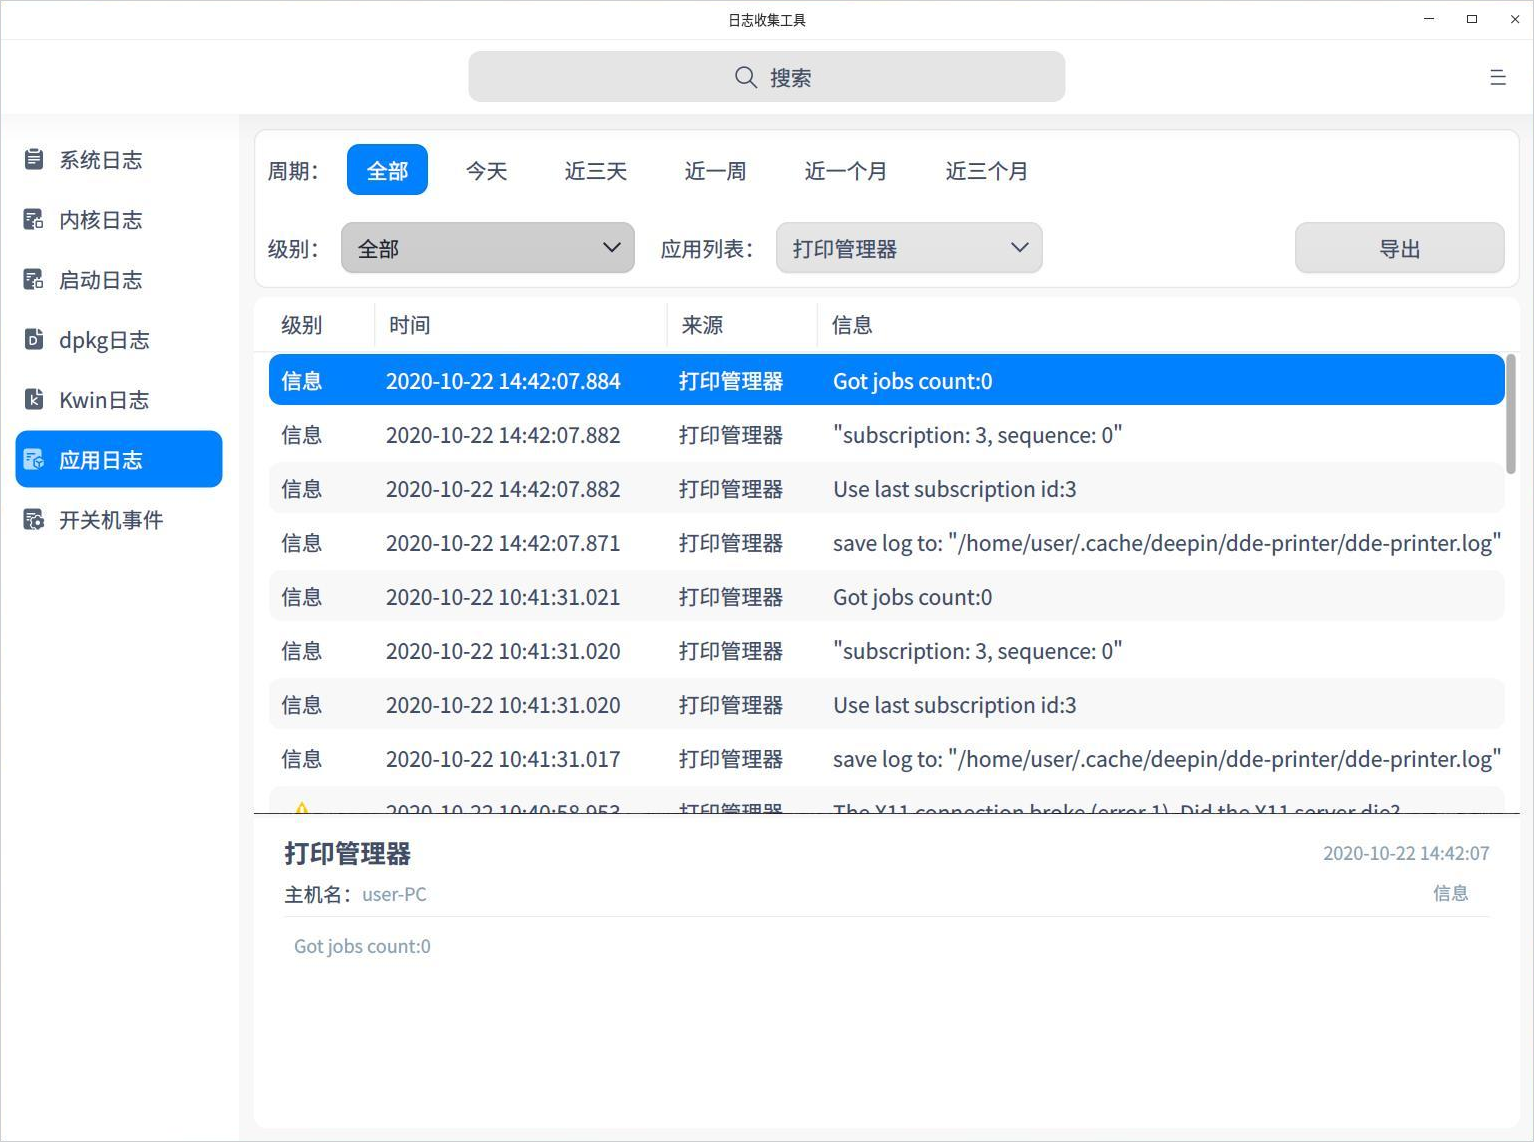 日志收集工具
搜索
系统日志
内核日志
启动日志
dpkg日志
Kwin日志
应用日志
开关机事件
周期： 全部 今天 近三天 近一周 近一个月 近三个月
级别： 全部 应用列表： 打印管理器 导出
级别 时间 来源 信息
信息 2020-10-22 14:42:07.884 打印管理器 Got jobs count:0
信息 2020-10-22 14:42:07.882 打印管理器 "subscription: 3, sequence: 0"
信息 2020-10-22 14:42:07.882 打印管理器 Use last subscription id:3
信息 2020-10-22 14:42:07.871 打印管理器 save log to: "/home/user/.cache/deepin/dde-printer/dde-printer.log"
信息 2020-10-22 10:41:31.021 打印管理器 Got jobs count:0
信息 2020-10-22 10:41:31.020 打印管理器 "subscription: 3, sequence: 0"
信息 2020-10-22 10:41:31.020 打印管理器 Use last subscription id:3
信息 2020-10-22 10:41:31.017 打印管理器 save log to: "/home/user/.cache/deepin/dde-printer/dde-printer.log"
2020-10-22 10:40:58.953 打印管理器 The X11 connection broke (error 1). Did the X11 server die?
打印管理器 2020-10-22 14:42:07
主机名： user-PC 信息
Got jobs count:0